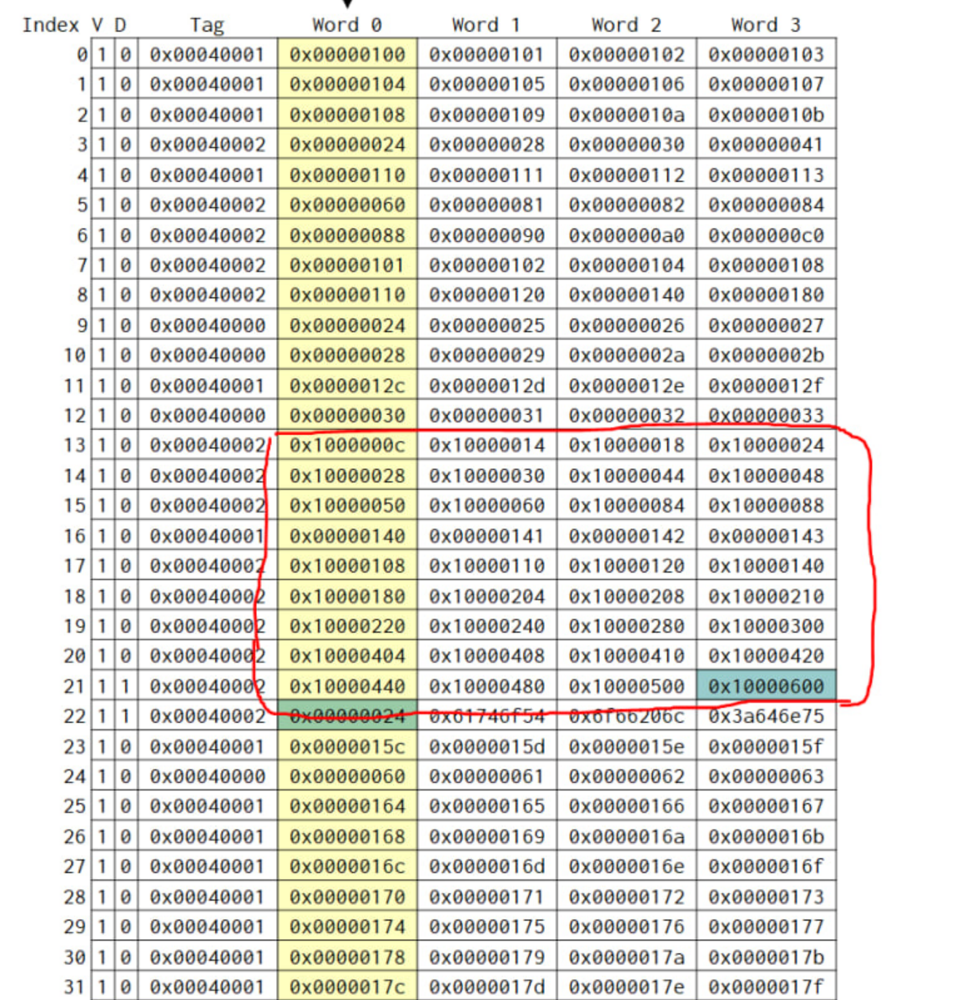 Index V D Tag Word 0 Word 1 Word 2 Word 3
0 1 0 0x00040001 0x00000100 0x00000101 0x00000102 0x00000103
1 1 0 0x00040001 0x00000104 0x00000105 0x00000106 0x00000107
2 1 0 0x00040001 0x00000108 0x00000109 0x0000010a 0x0000010b
3 1 0 0x00040002 0x00000024 0x00000028 0x00000030 0x00000041
4 1 0 0x00040001 0x00000110 0x00000111 0x00000112 0x00000113
5 1 0 0x00040002 0x00000060 0x00000081 0x00000082 0x00000084
6 1 0 0x00040002 0x00000088 0x00000090 0x000000a0 0x000000c0
7 1 0 0x00040002 0x00000101 0x00000102 0x00000104 0x00000108
8 1 0 0x00040002 0x00000110 0x00000120 0x00000140 0x00000180
9 1 0 0x00040000 0x00000024 0x00000025 0x00000026 0x00000027
10 1 0 0x00040000 0x00000028 0x00000029 0x0000002a 0x0000002b
11 1 0 0x00040001 0x0000012c 0x0000012d 0x0000012e 0x0000012f
12 1 0 0x00040000 0x00000030 0x00000031 0x00000032 0x00000033
13 1 0 0x00040002 0x1000000c 0x10000014 0x10000018 0x10000024
14 1 0 0x00040002 0x10000028 0x10000030 0x10000044 0x10000048
15 1 0 0x00040002 0x10000050 0x10000060 0x10000084 0x10000088
16 1 0 0x00040001 0x00000140 0x00000141 0x00000142 0x00000143
17 1 0 0x00040002 0x10000108 0x10000110 0x10000120 0x10000140
18 1 0 0x00040002 0x10000180 0x10000204 0x10000208 0x10000210
19 1 0 0x00040002 0x10000220 0x10000240 0x10000280 0x10000300
20 1 0 0x00040002 0x10000404 0x10000408 0x10000410 0x10000420
21 1 1 0x00040002 0x10000440 0x10000480 0x10000500 0x10000600
22 1 1 0x00040002 0x00000024 0x61746f54 0x6f66206c 0x3a646e75
23 1 0 0x00040001 0x0000015c 0x0000015d 0x0000015e 0x0000015f
24 1 0 0x00040000 0x00000060 0x00000061 0x00000062 0x00000063
25 1 0 0x00040001 0x00000164 0x00000165 0x00000166 0x00000167
26 1 0 0x00040001 0x00000168 0x00000169 0x0000016a 0x0000016b
27 1 0 0x00040001 0x0000016c 0x0000016d 0x0000016e 0x0000016f
28 1 0 0x00040001 0x00000170 0x00000171 0x00000172 0x00000173
29 1 0 0x00040001 0x00000174 0x00000175 0x00000176 0x00000177
30 1 0 0x00040001 0x00000178 0x00000179 0x0000017a 0x0000017b
31 1 0 0x00040001 0x0000017c 0x0000017d 0x0000017e 0x0000017f